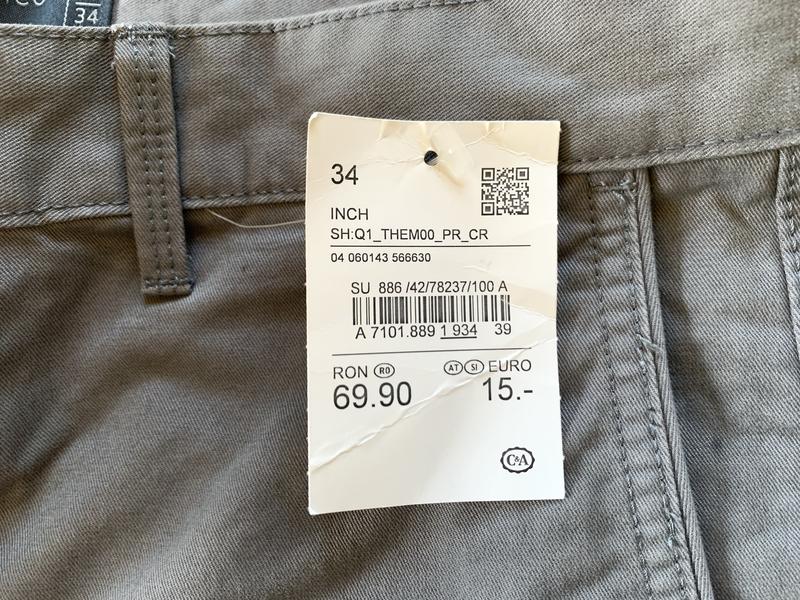 34
34
INCH
SH:Q1_THEM00_PR_CR
04 060143 566630
SU 886 /42/78237/100 A
A 7101.889 1 934 39
RON RO AT SI EURO
69.90 15.-
C&A